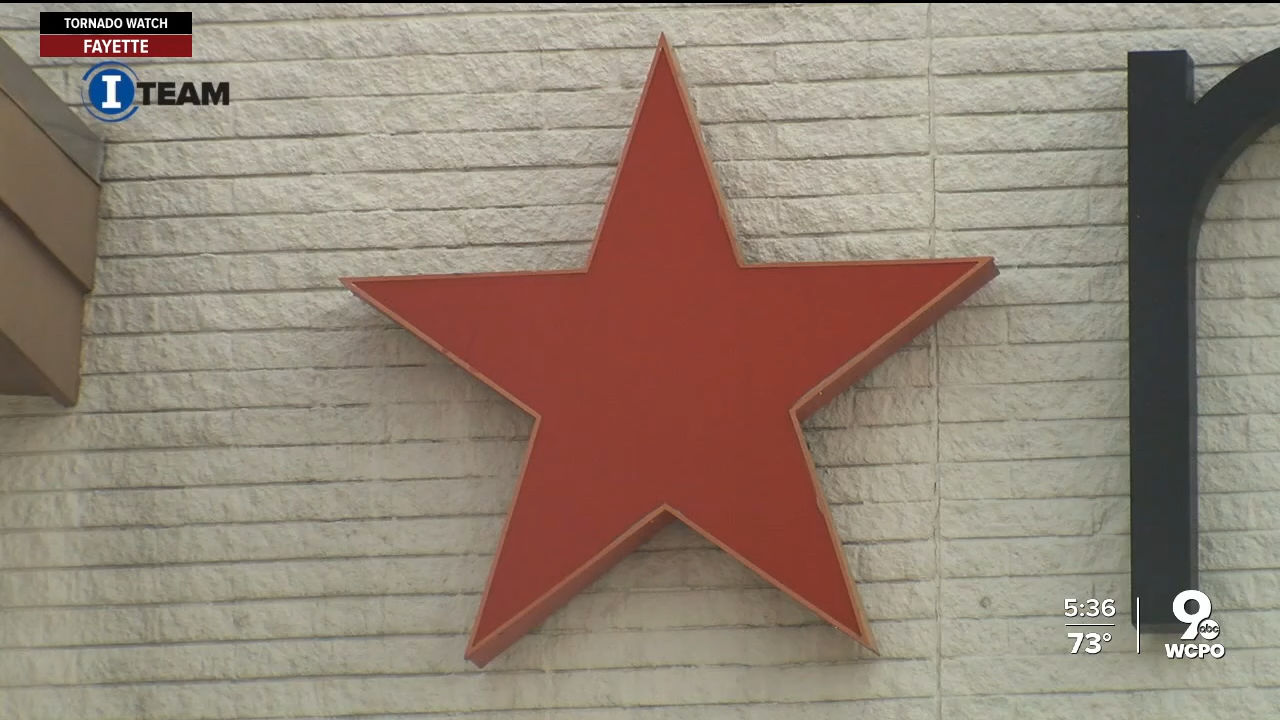 TORNADO WATCH
FAYETTE
I TEAM
r
5:36
73°
9 abc
WCPO